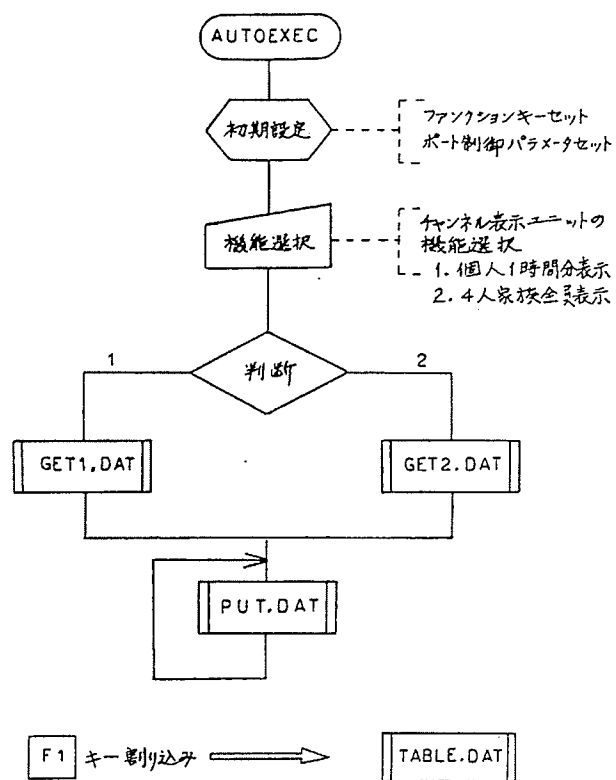 AUTOEXEC
初期設定
ファンクションキーセット
ポート制御パラメータセット
機能選択
チャンネル表示ユニットの
機能選択
1. 個人1時間分表示
2. 4人家族全員表示
判断
1
2
GET1.DAT
GET2.DAT
PUT.DAT
F1 キー割り込み
TABLE.DAT